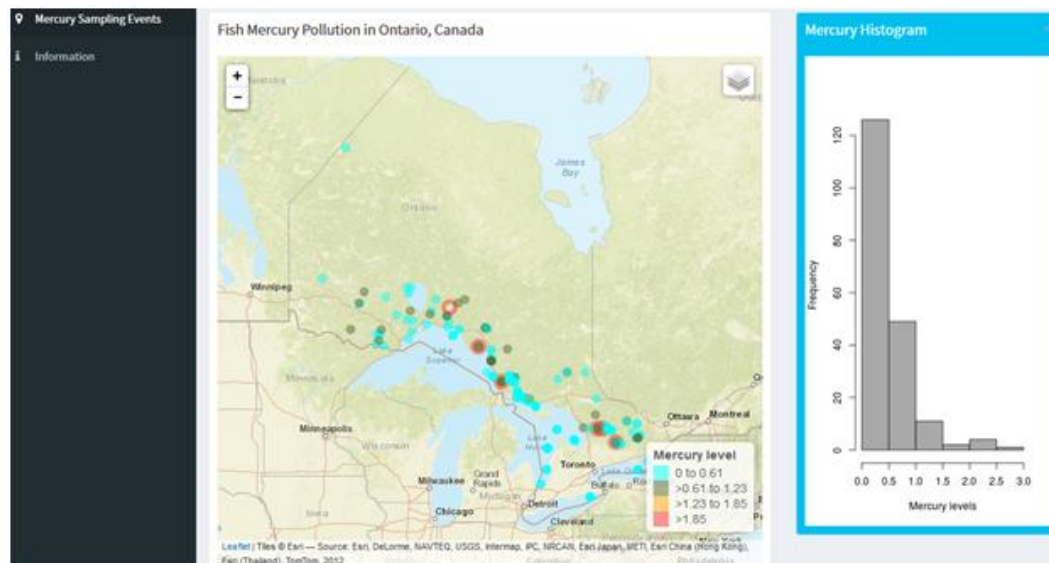 Mercury Sampling Events
Information
Fish Mercury Pollution in Ontario, Canada
+
−
James
Bay
Ontario
Winnipeg
Lake
Superior
Minnesota
Minneapolis
Wisconsin
Ottawa
Montreal
Toronto
Milwaukee
Grand
Rapids
Michigan
Buffalo
Detroit
Chicago
Cleveland
Iowa
Philadelphia
Mercury level
0 to 0.61
>0.61 to 1.23
>1.23 to 1.85
>1.85
Leaflet | Tiles © Esri — Source: Esri, DeLorme, NAVTEQ, USGS, Intermap, iPC, NRCAN, Esri Japan, METI, Esri China (Hong Kong),
Esri (Thailand), TomTom, 2012
Mercury Histogram
Frequency
120
100
80
60
40
20
0
0.0 0.5 1.0 1.5 2.0 2.5 3.0
Mercury levels